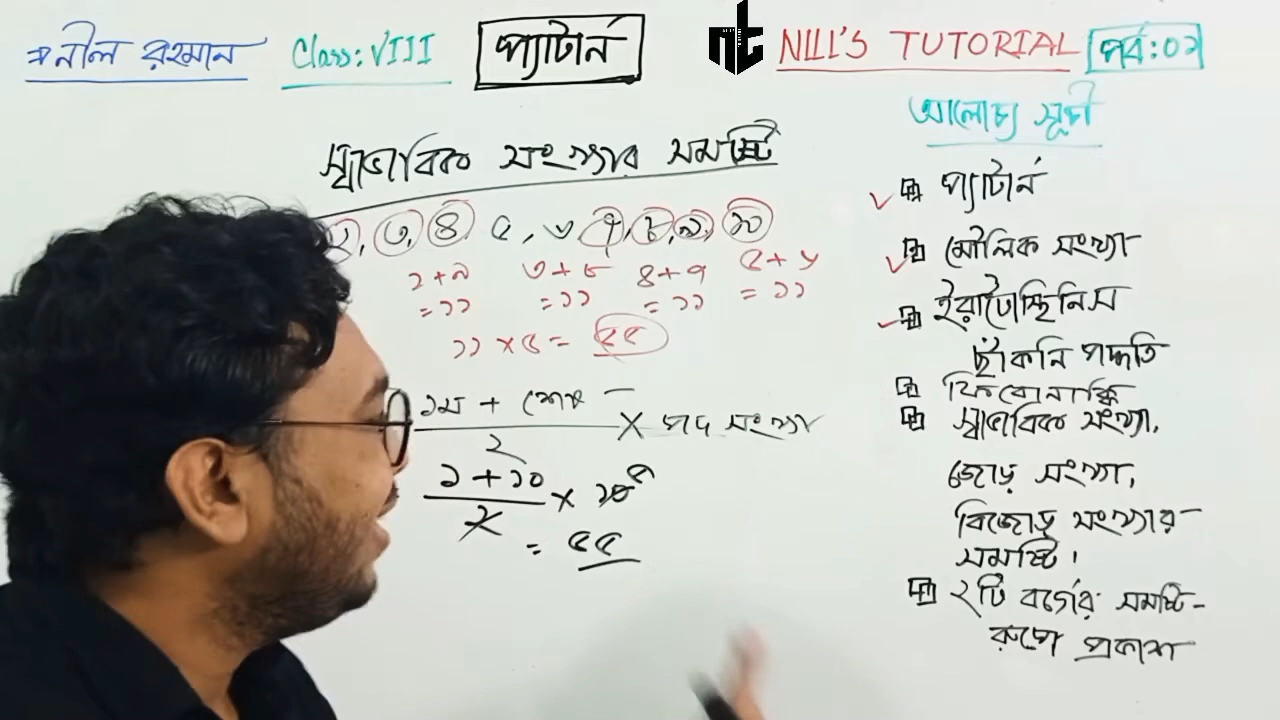 * নীল রহমান Class: VIII প্যাটার্ন NILL'S TUTORIAL পর্ব: ০১
আলোচ্য সূচী
স্বাভাবিক সংখ্যার সমষ্টি
২, ৩, ৪, ৫, ৬, ৭, ৮, ৯, ১০
২+৯ ৩+৮ ৪+৭ ৫+৬
=১১ =১১ =১১ =১১
১১ × ৫ = ৫৫
১ম + শেষ × পদ সংখ্যা
২
১ + ১০ × ১০ ৫
২
= ৫৫
প্যাটার্ন
মৌলিক সংখ্যা
ইরাটোস্থিনিস
ছাঁকনি পদ্ধতি
ফিবোনাক্কি
স্বাভাবিক সংখ্যা,
জোড় সংখ্যা,
বিজোড় সংখ্যার-
সমষ্টি।
২টি বর্গের সমষ্টি-
রুপে প্রকাশ